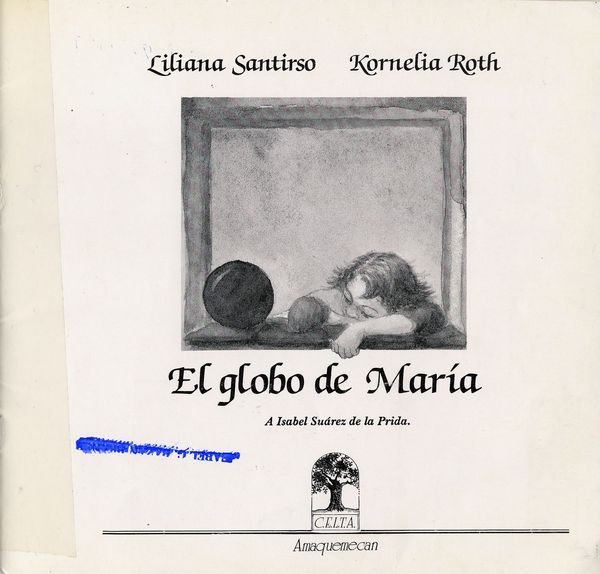 Liliana Santirso Kornelia Roth
El globo de María
A Isabel Suárez de la Prida.
C.E.L.T.A.
Amaquemecan